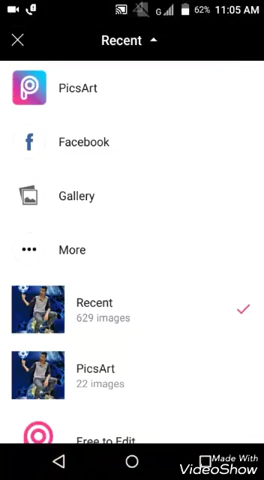 G 62% 11:05 AM
Recent
PicsArt
Facebook
Gallery
More
Recent
629 images
PicsArt
22 images
Free to Edit
Made With
VideoShow